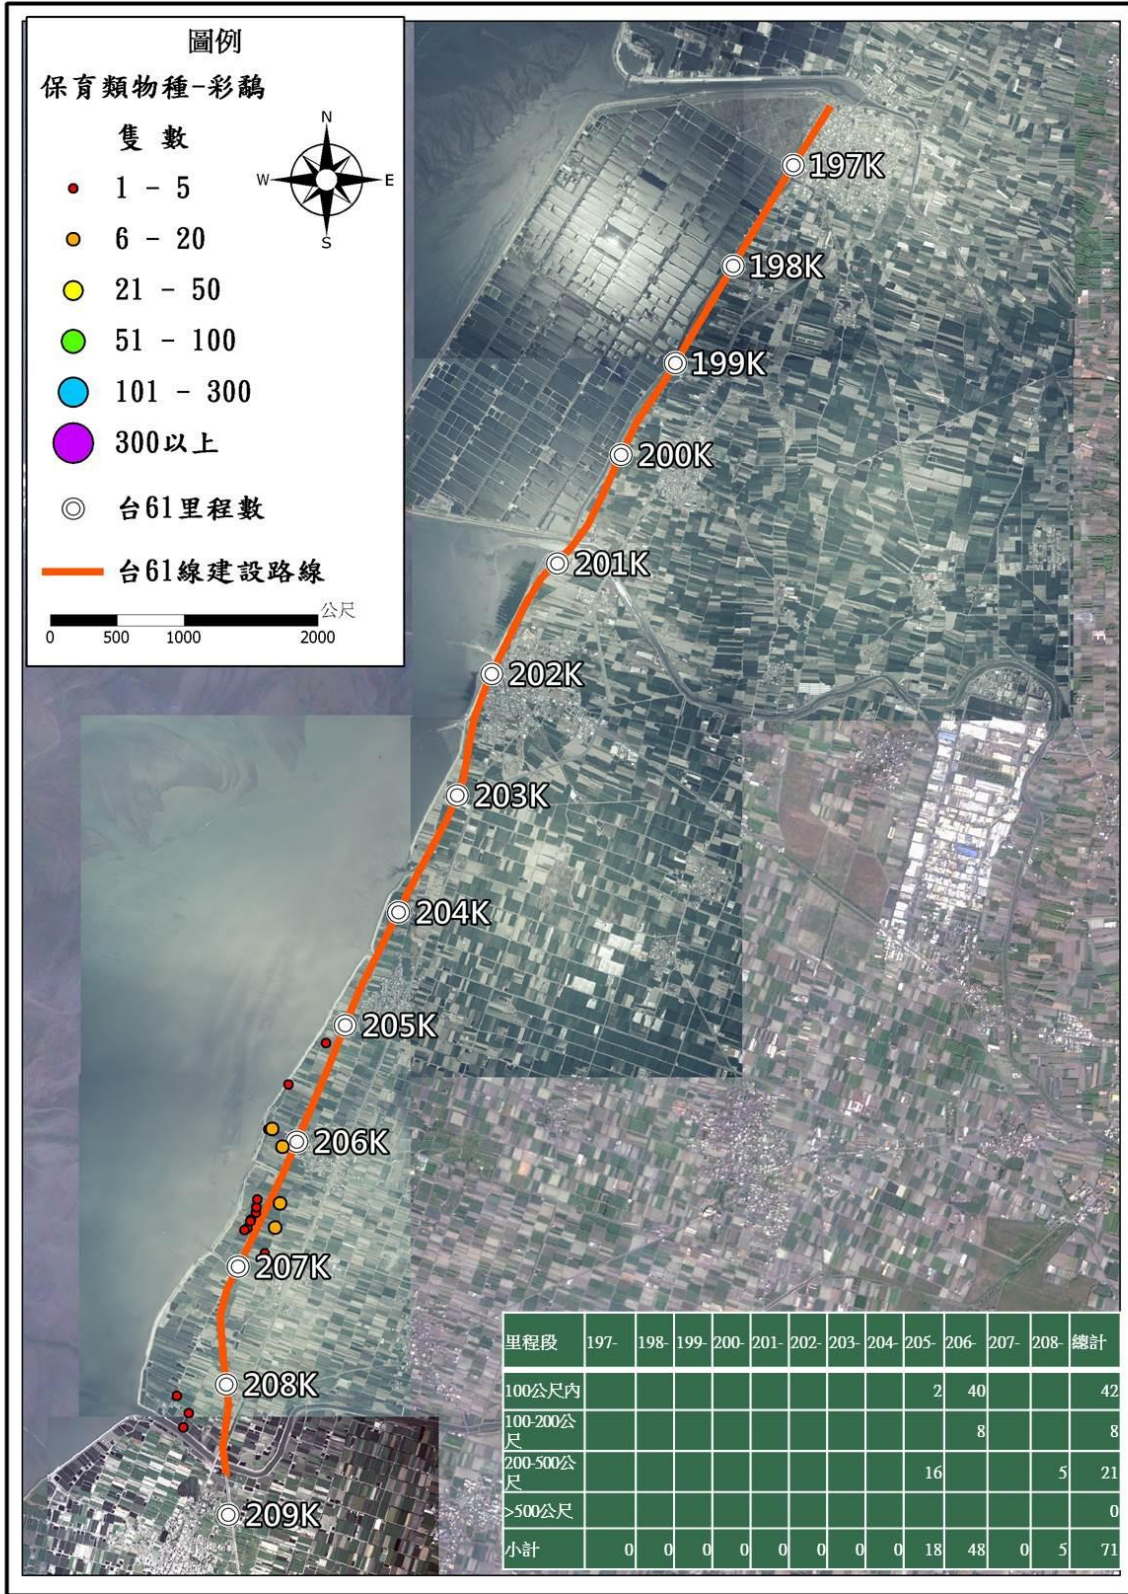 圖例
保育類物種-彩鷸
隻 數
1 - 5
6 - 20
21 - 50
51 - 100
101 - 300
300以上
台61里程數
台61線建設路線
公尺
0 500 1000 2000
N
W E
S
197K
198K
199K
200K
201K
202K
203K
204K
205K
206K
207K
208K
209K
里程段 197- 198- 199- 200- 201- 202- 203- 204- 205- 206- 207- 208- 總計
100公尺內 2 40 42
100-200公尺 8 8
200-500公尺 16 5 21
>500公尺 0
小計 0 0 0 0 0 0 0 0 18 48 0 5 71